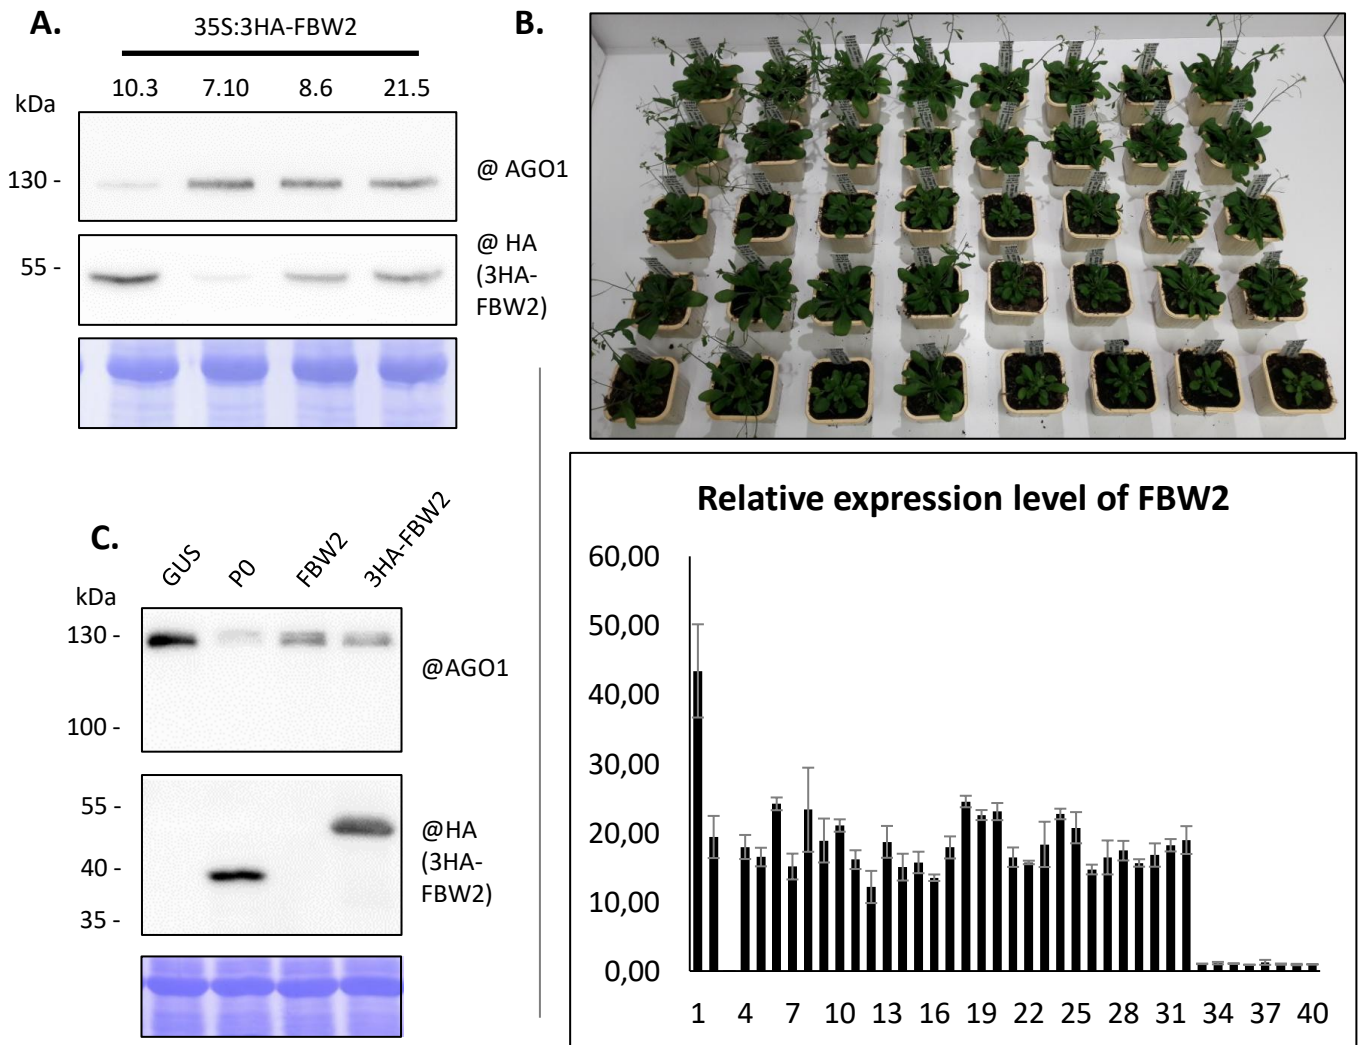 A.
35S:3HA-FBW2
10.3 7.10 8.6 21.5
kDa
130 -
@ AGO1
55 -
@ HA
(3HA-
FBW2)
B.
Relative expression level of FBW2
60,00
50,00
40,00
30,00
20,00
10,00
0,00
1 4 7 10 13 16 19 22 25 28 31 34 37 40
C.
GUS P0 FBW2 3HA-FBW2
kDa
130 -
@AGO1
100 -
55 -
@HA
(3HA-
FBW2)
40 -
35 -